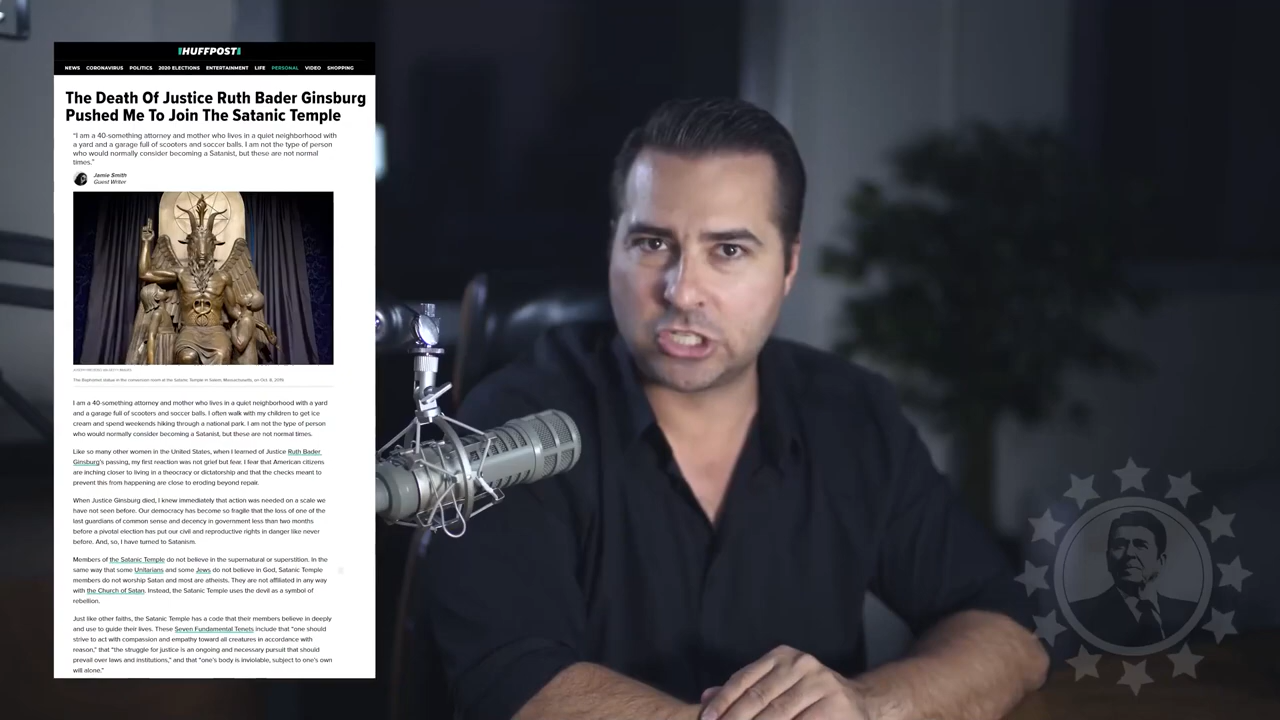 HUFFPOST
NEWS CORONAVIRUS POLITICS 2020 ELECTIONS ENTERTAINMENT LIFE PERSONAL VIDEO SHOPPING
The Death Of Justice Ruth Bader Ginsburg
Pushed Me To Join The Satanic Temple
“I am a 40-something attorney and mother who lives in a quiet neighborhood with
a yard and a garage full of scooters and soccer balls. I am not the type of person
who would normally consider becoming a Satanist, but these are not normal
times.”
Jamie Smith
Guest Writer
The Baphomet statue in the conversion room at the Satanic Temple in Salem, Massachusetts, on Oct. 8, 2019.
I am a 40-something attorney and mother who lives in a quiet neighborhood with a yard
and a garage full of scooters and soccer balls. I often walk with my children to get ice
cream and spend weekends hiking through a national park. I am not the type of person
who would normally consider becoming a Satanist, but these are not normal times.
Like so many other women in the United States, when I learned of Justice Ruth Bader
Ginsburg’s passing, my first reaction was not grief but fear. I fear that American citizens
are inching closer to living in a theocracy or dictatorship and that the checks meant to
prevent this from happening are close to eroding beyond repair.
When Justice Ginsburg died, I knew immediately that action was needed on a scale we
have not seen before. Our democracy has become so fragile that the loss of one of the
last guardians of common sense and decency in government less than two months
before a pivotal election has put our civil and reproductive rights in danger like never
before. And, so, I have turned to Satanism.
Members of the Satanic Temple do not believe in the supernatural or superstition. In the
same way that some Unitarians and some Jews do not believe in God, Satanic Temple
members do not worship Satan and most are atheists. They are not affiliated in any way
with the Church of Satan. Instead, the Satanic Temple uses the devil as a symbol of
rebellion.
Just like other faiths, the Satanic Temple has a code that their members believe in deeply
and use to guide their lives. These Seven Fundamental Tenets include that “one should
strive to act with compassion and empathy toward all creatures in accordance with
reason,” that “the struggle for justice is an ongoing and necessary pursuit that should
prevail over laws and institutions,” and that “one’s body is inviolable, subject to one’s own
will alone.”